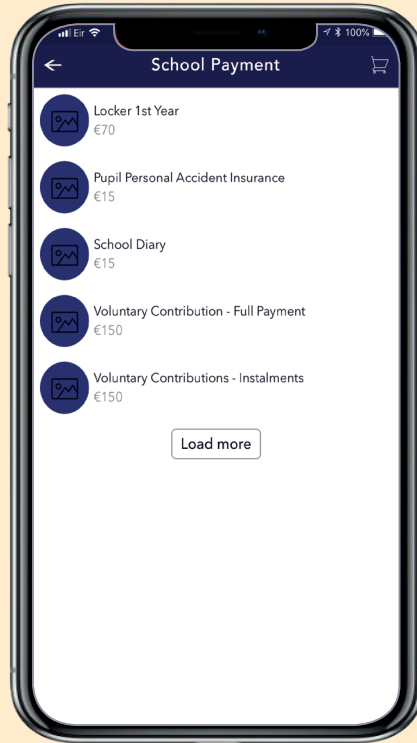 Eir
100%
School Payment
Locker 1st Year
€70
Pupil Personal Accident Insurance
€15
School Diary
€15
Voluntary Contribution - Full Payment
€150
Voluntary Contributions - Instalments
€150
Load more